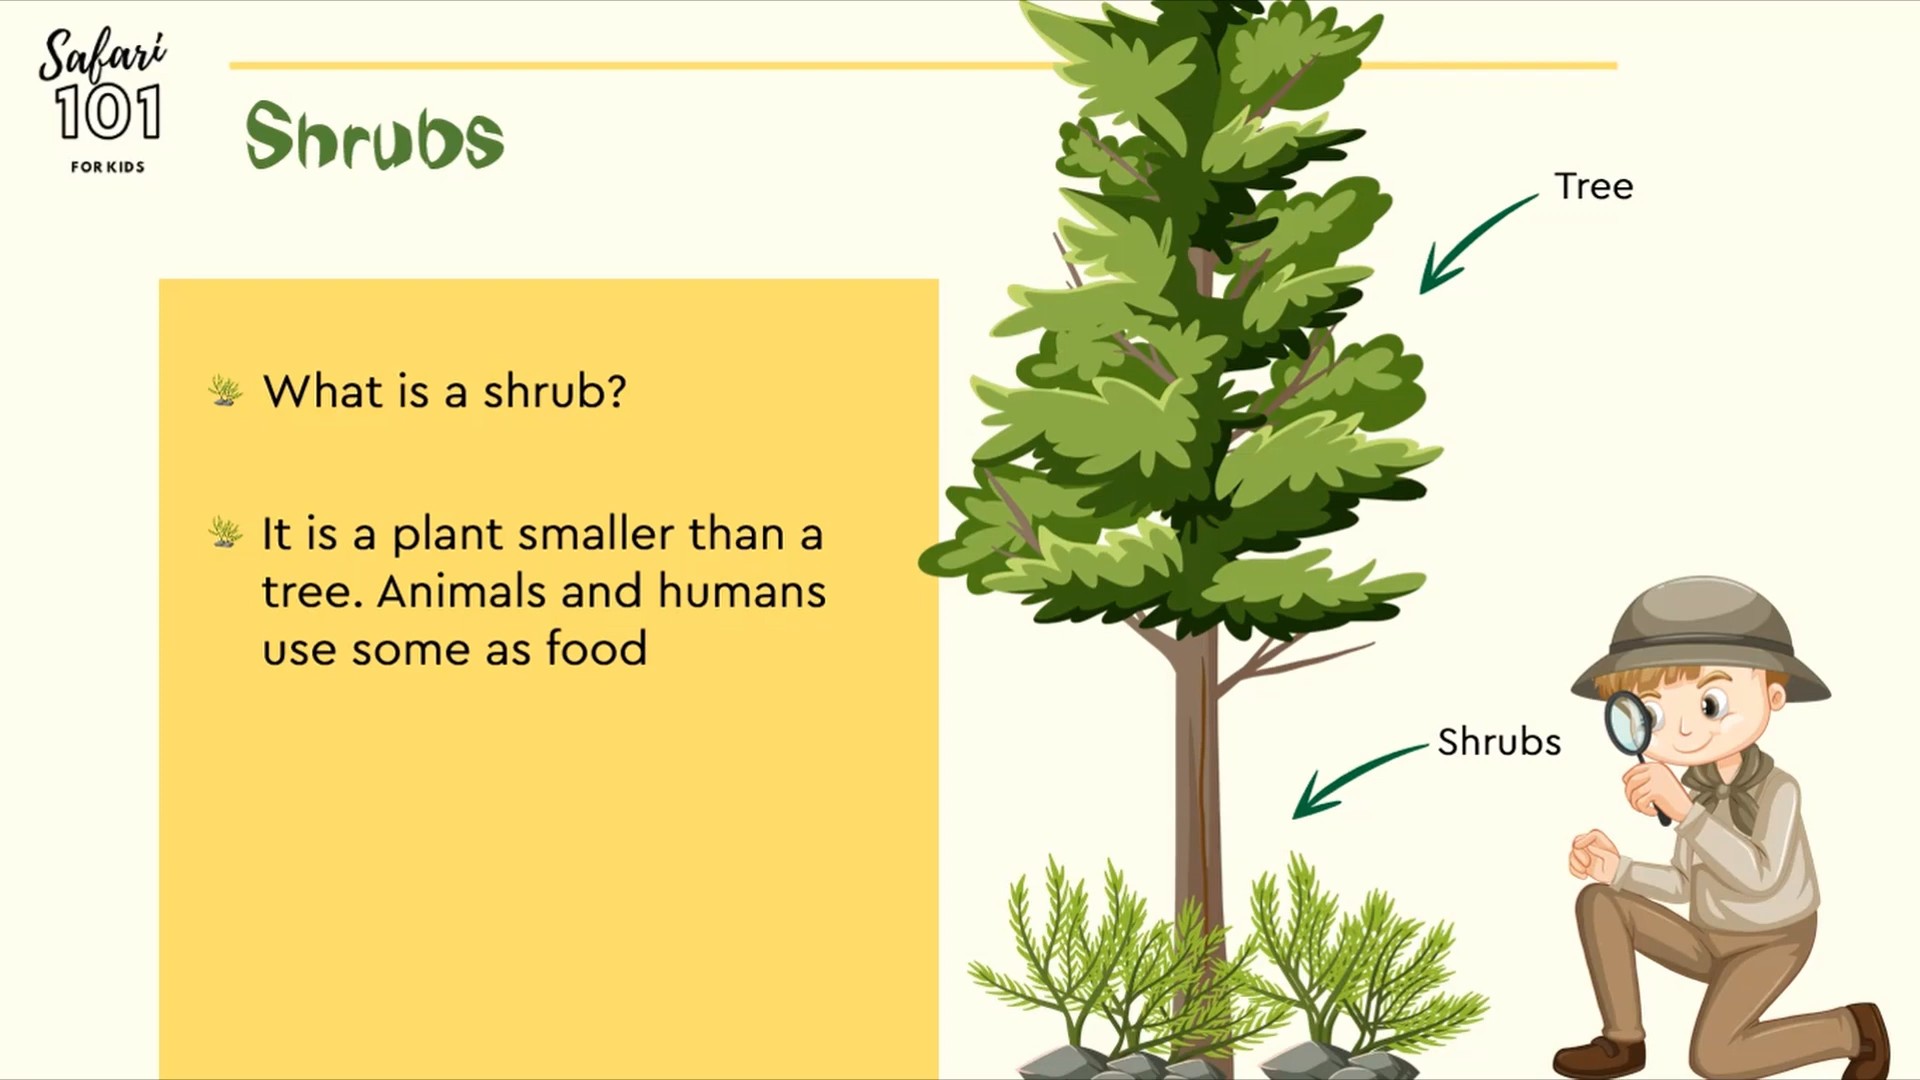 Safari
101
FOR KIDS
Shrubs
What is a shrub?
It is a plant smaller than a
tree. Animals and humans
use some as food
Tree
Shrubs